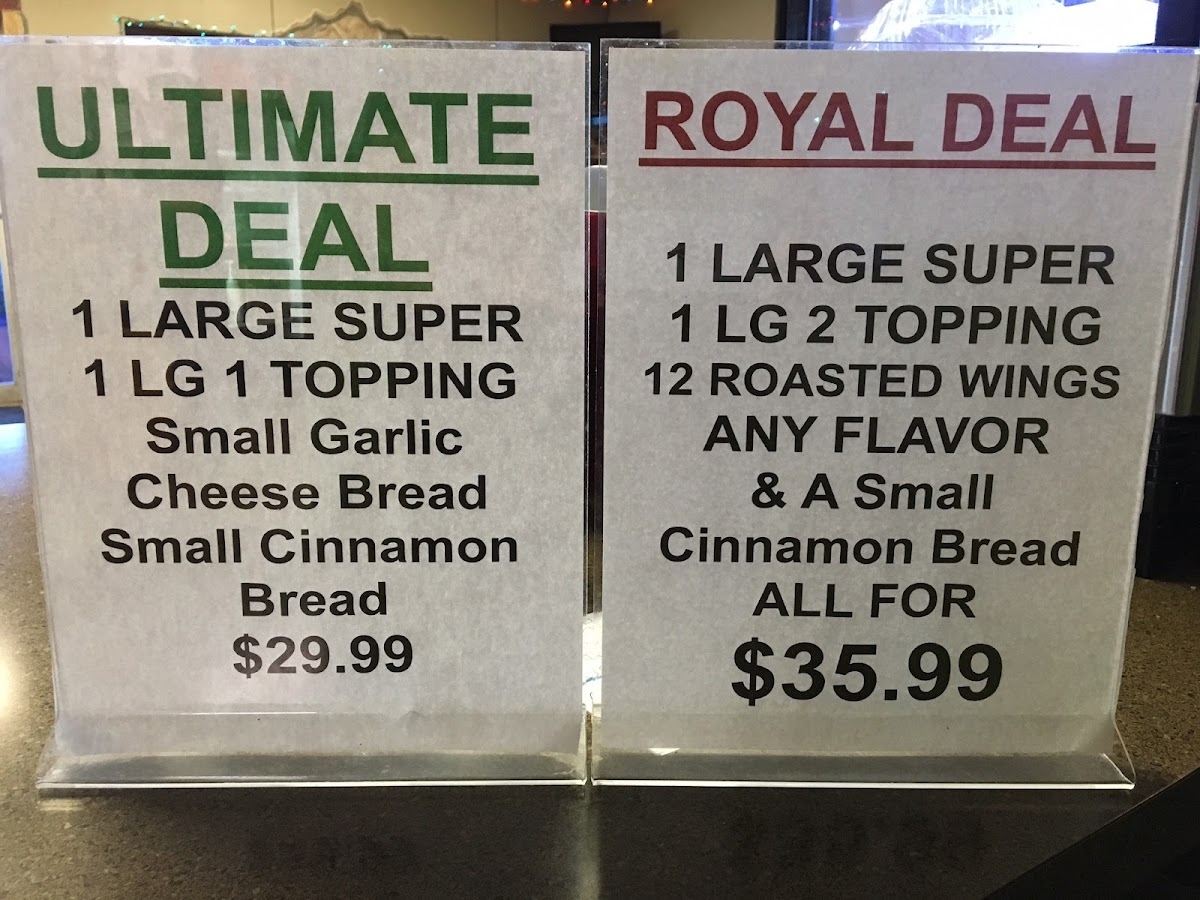 ULTIMATE
DEAL
1 LARGE SUPER
1 LG 1 TOPPING
Small Garlic
Cheese Bread
Small Cinnamon
Bread
$29.99
ROYAL DEAL
1 LARGE SUPER
1 LG 2 TOPPING
12 ROASTED WINGS
ANY FLAVOR
& A Small
Cinnamon Bread
ALL FOR
$35.99